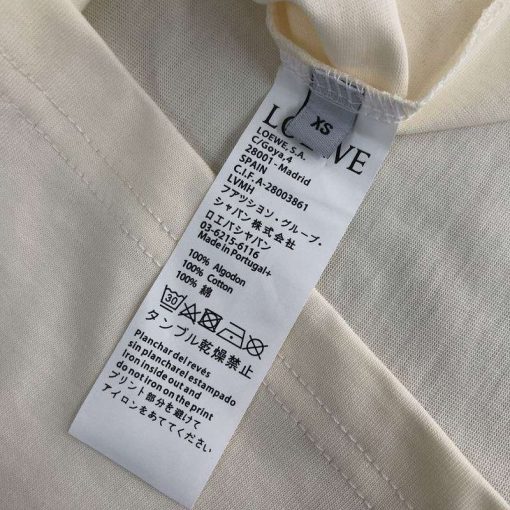 XS
LOEWE
LOEWE, S.A.
C/Goya,4
28001 - Madrid
SPAIN
C.I.F. A-28003861
LVMH
ファッション・グループ・
ジャパン株式会社
ロエベジャパン
03-6215-6116
Made in Portugal+
100% Algodon
100% Cotton
100% 綿
30
タンブル乾燥禁止
Planchar del revés
sin planchar el estampado
Iron inside out and
do not iron on the print
プリント部分を避けて
アイロンをあててください